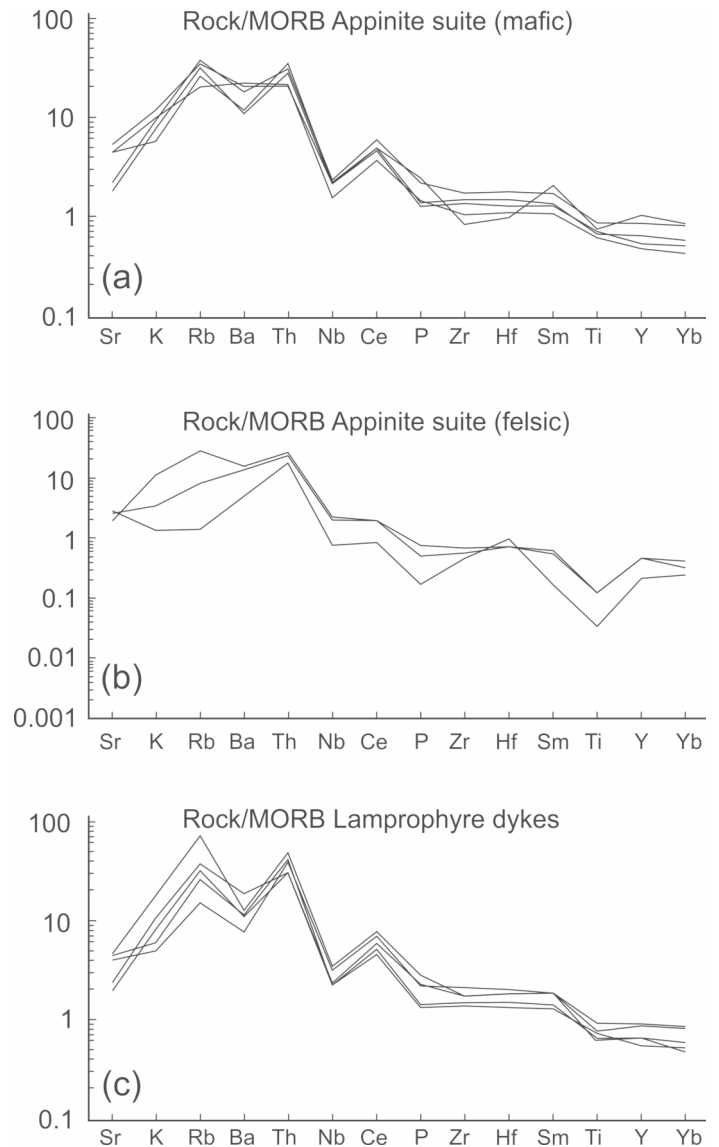 Rock/MORB Appinite suite (mafic)
100
10
1
0.1
(a)
Sr K Rb Ba Th Nb Ce P Zr Hf Sm Ti Y Yb
Rock/MORB Appinite suite (felsic)
100
10
1
0.1
0.01
0.001
(b)
Sr K Rb Ba Th Nb Ce P Zr Hf Sm Ti Y Yb
Rock/MORB Lamprophyre dykes
100
10
1
0.1
(c)
Sr K Rb Ba Th Nb Ce P Zr Hf Sm Ti Y Yb